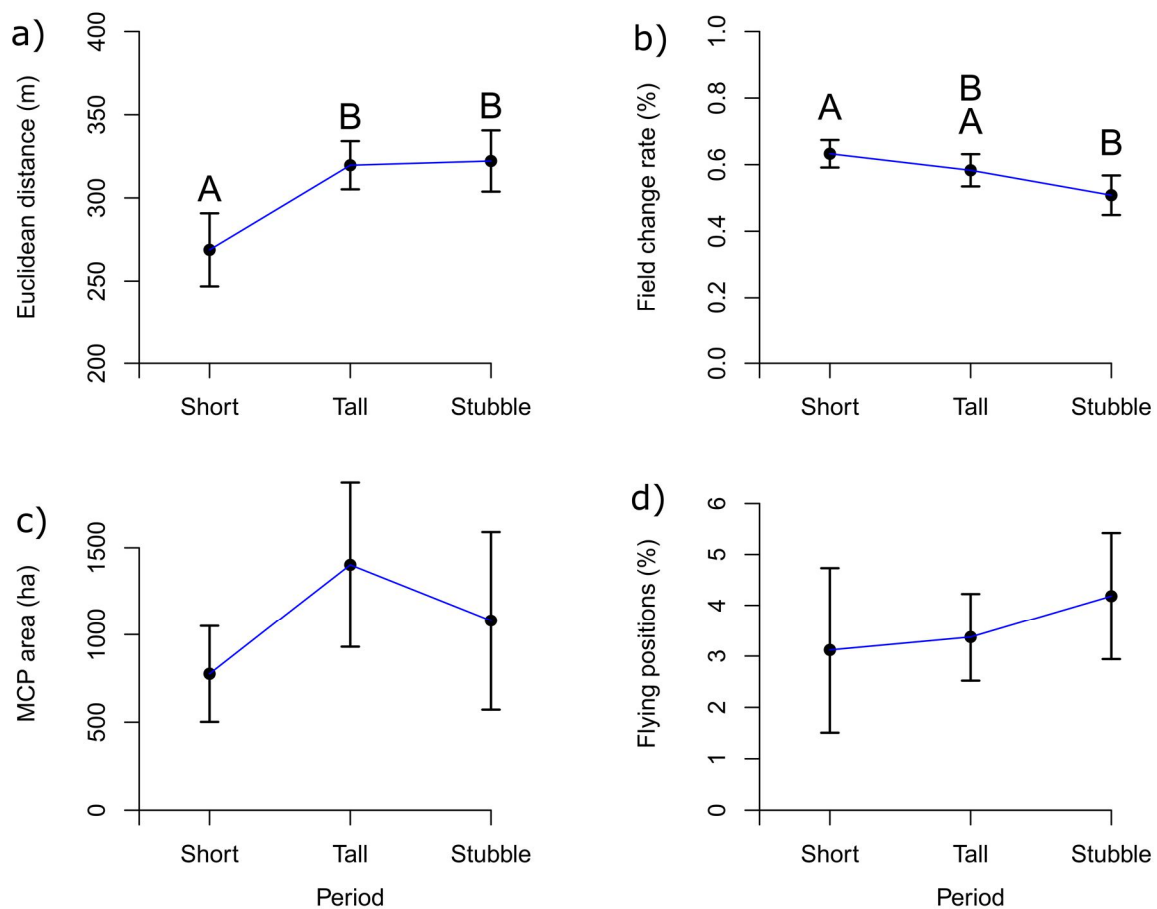 a)
Euclidean distance (m)
400
350
300
250
200
A
B
B
Short Tall Stubble
b)
Field change rate (%)
1.0
0.8
0.6
0.4
0.2
0.0
A
B
A
B
Short Tall Stubble
c)
MCP area (ha)
1500
1000
500
0
Short Tall Stubble
Period
d)
Flying positions (%)
6
5
4
3
2
1
0
Short Tall Stubble
Period